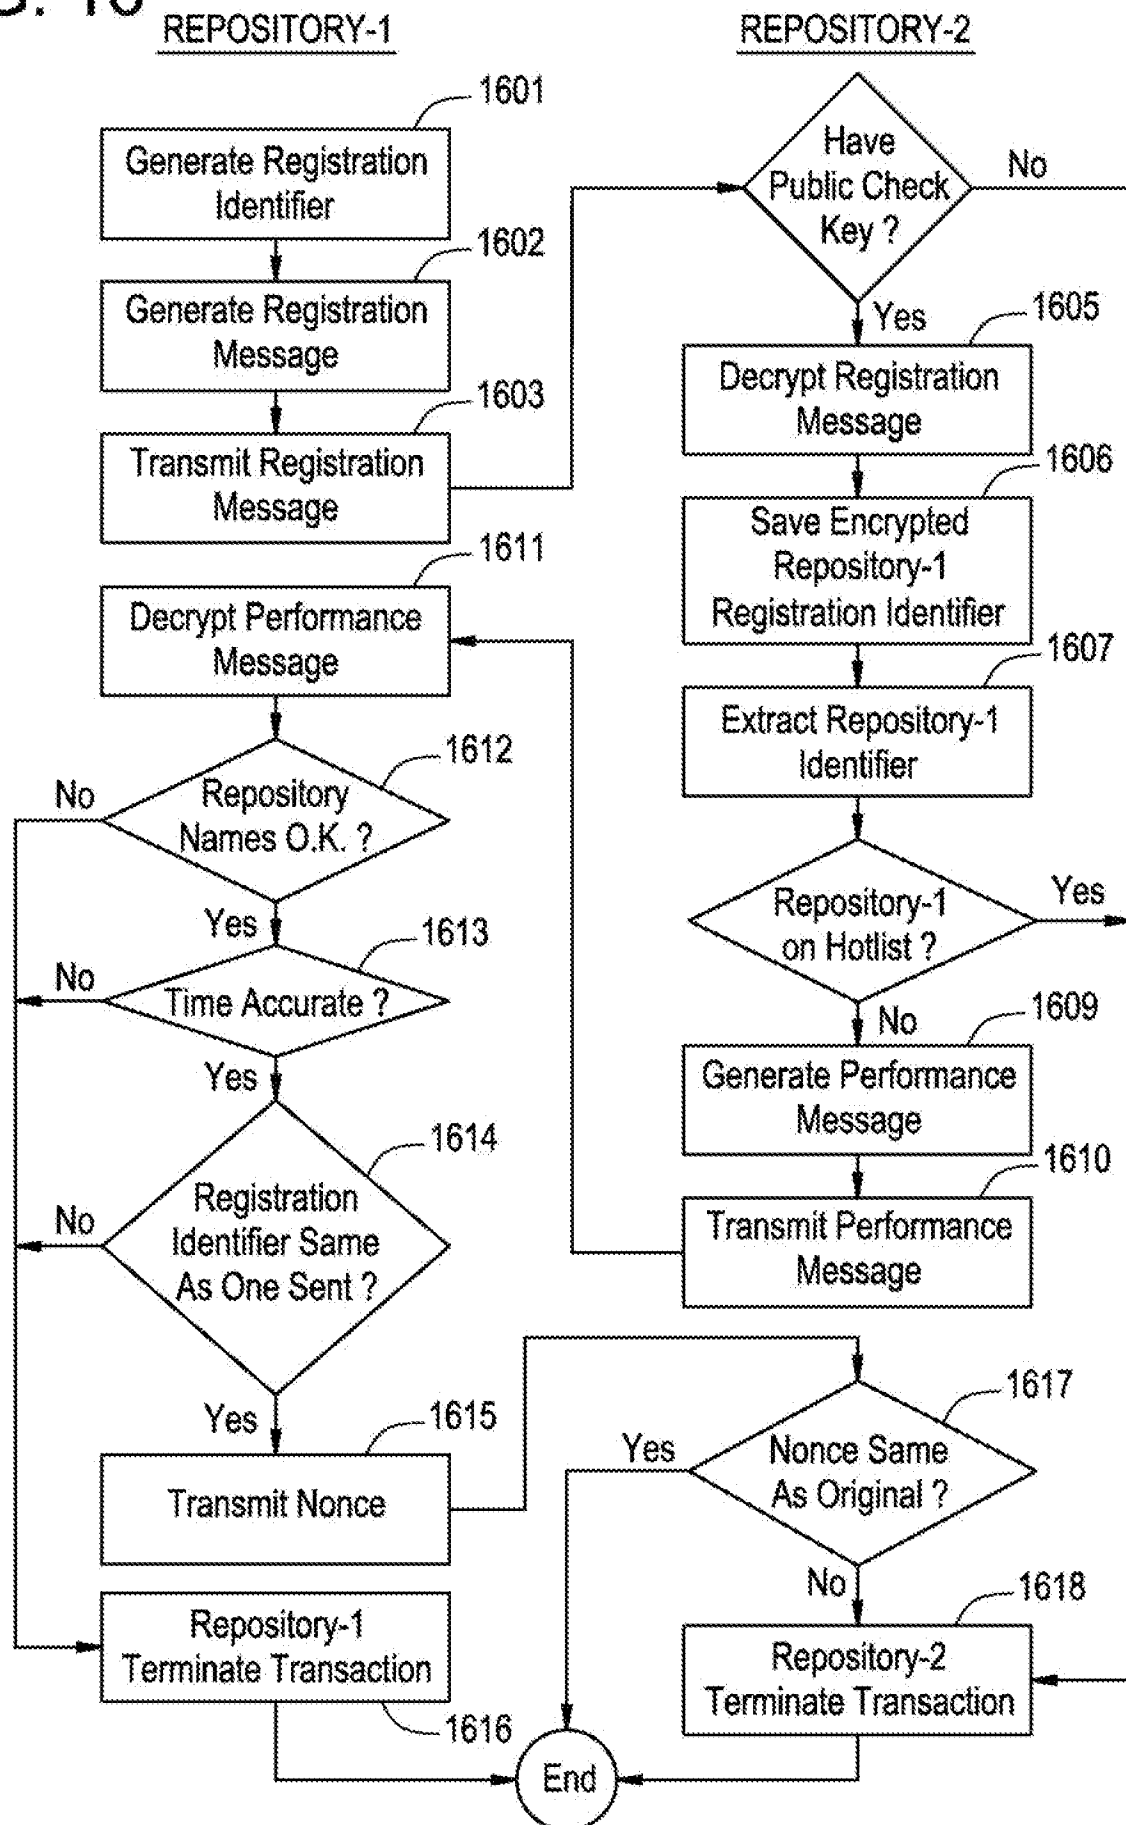 REPOSITORY-1
1601
Generate Registration
Identifier
1602
Generate Registration
Message
1603
Transmit Registration
Message
1611
Decrypt Performance
Message
1612
Repository
Names O.K. ?
No
Yes
1613
Time Accurate ?
No
Yes
1614
Registration
Identifier Same
As One Sent ?
No
Yes
1615
Transmit Nonce
Repository-1
Terminate Transaction
1616
REPOSITORY-2
Have
Public Check
Key ?
No
Yes
1605
Decrypt Registration
Message
1606
Save Encrypted
Repository-1
Registration Identifier
1607
Extract Repository-1
Identifier
Repository-1
on Hotlist ?
Yes
No
1609
Generate Performance
Message
1610
Transmit Performance
Message
1617
Nonce Same
As Original ?
Yes
No
1618
Repository-2
Terminate Transaction
End